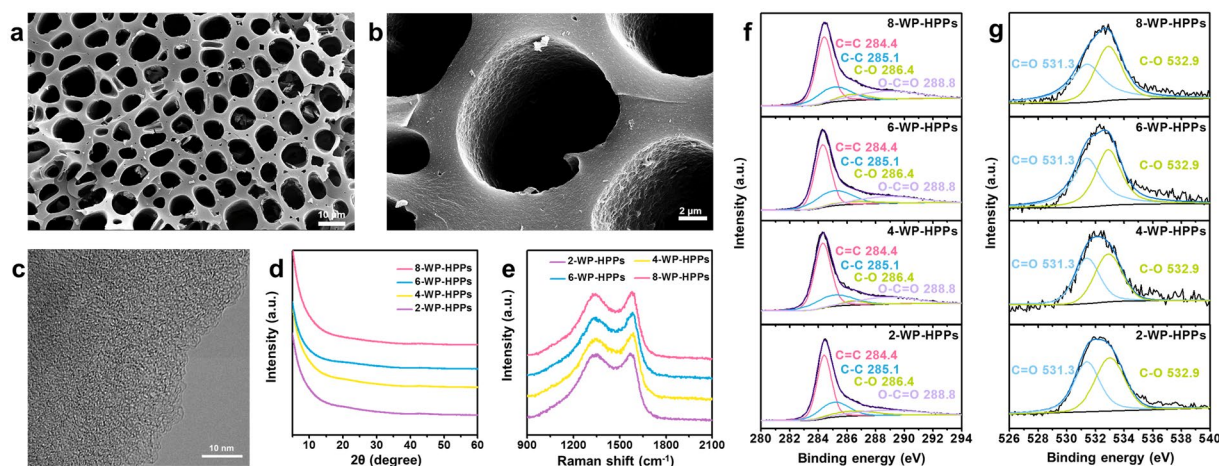 a
10 μm
b
2 μm
c
10 nm
d
8-WP-HPPs
6-WP-HPPs
4-WP-HPPs
2-WP-HPPs
Intensity (a.u.)
10 20 30 40 50 60
2θ (degree)
e
2-WP-HPPs 4-WP-HPPs
6-WP-HPPs 8-WP-HPPs
Intensity (a.u.)
900 1200 1500 1800 2100
Raman shift (cm⁻¹)
f
8-WP-HPPs
C=C 284.4
C-C 285.1
C-O 286.4
O-C=O 288.8
6-WP-HPPs
C=C 284.4
C-C 285.1
C-O 286.4
O-C=O 288.8
4-WP-HPPs
C=C 284.4
C-C 285.1
C-O 286.4
O-C=O 288.8
2-WP-HPPs
C=C 284.4
C-C 285.1
C-O 286.4
O-C=O 288.8
Intensity (a.u.)
280 282 284 286 288 290 292 294
Binding energy (eV)
g
8-WP-HPPs
C=O 531.3
C-O 532.9
6-WP-HPPs
C=O 531.3
C-O 532.9
4-WP-HPPs
C=O 531.3
C-O 532.9
2-WP-HPPs
C=O 531.3
C-O 532.9
Intensity (a.u.)
526 528 530 532 534 536 538 540
Binding energy (eV)